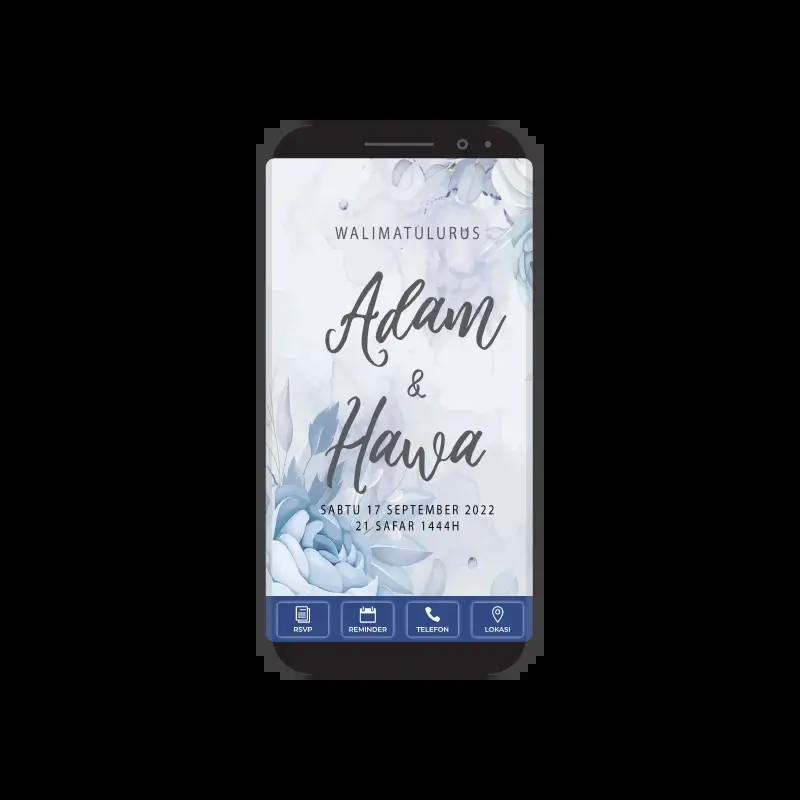 WALIMATULURUS
Adam
&
Hawa
SABTU 17 SEPTEMBER 2022
21 SAFAR 1444H
RSVP REMINDER TELEFON LOKASI